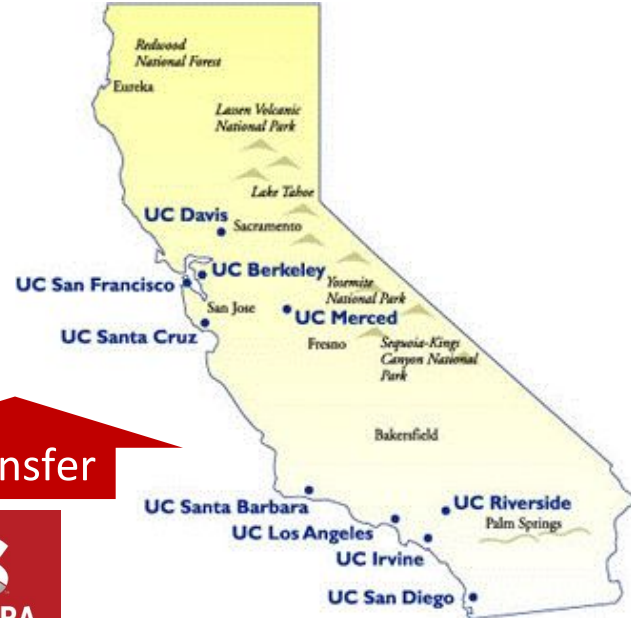 Redwood
National Forest
Eureka
Lassen Volcanic
National Park
Lake Tahoe
UC Davis
Sacramento
UC Berkeley
UC San Francisco
Yosemite
National Park
San Jose
UC Merced
UC Santa Cruz
Fresno
Sequoia-Kings
Canyon National
Park
Bakersfield
nsfer
UC Santa Barbara
UC Riverside
Palm Springs
UC Los Angeles
UC Irvine
UC San Diego